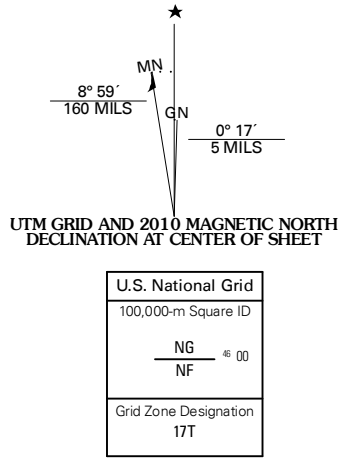 ★
MN
8° 59´
160 MILS
GN
0° 17´
5 MILS
UTM GRID AND 2010 MAGNETIC NORTH
DECLINATION AT CENTER OF SHEET
U.S. National Grid
100,000-m Square ID
NG
46 00
NF
Grid Zone Designation
17T